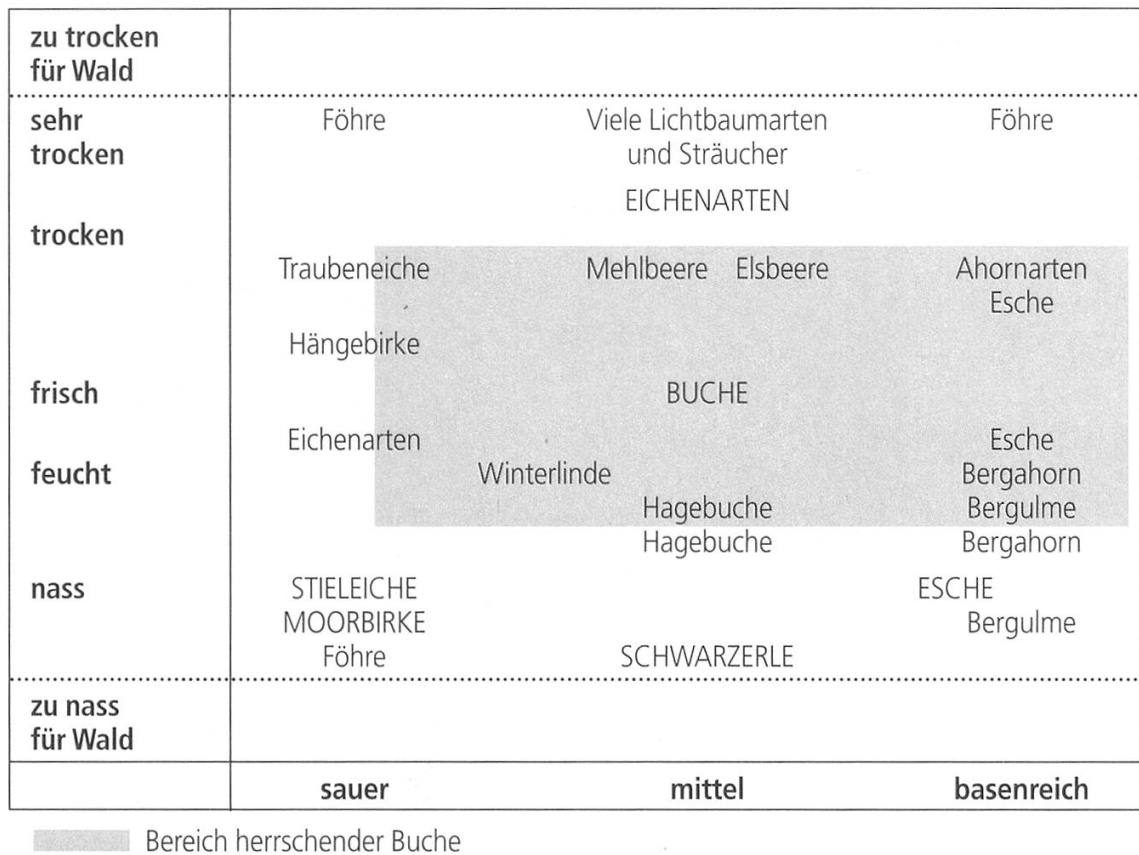 zu trocken
für Wald
sehr Föhre Viele Lichtbaumarten Föhre
trocken und Sträucher
EICHENARTEN
trocken
Traubeneiche Mehlbeere Elsbeere Ahornarten
Esche
Hängebirke
frisch BUCHE
Eichenarten Esche
feucht Winterlinde Bergahorn
Hagebuche Bergulme
Hagebuche Bergahorn
nass STIELEICHE ESCHE
MOORBIRKE Bergulme
Föhre SCHWARZERLE
zu nass
für Wald
sauer mittel basenreich
Bereich herrschender Buche